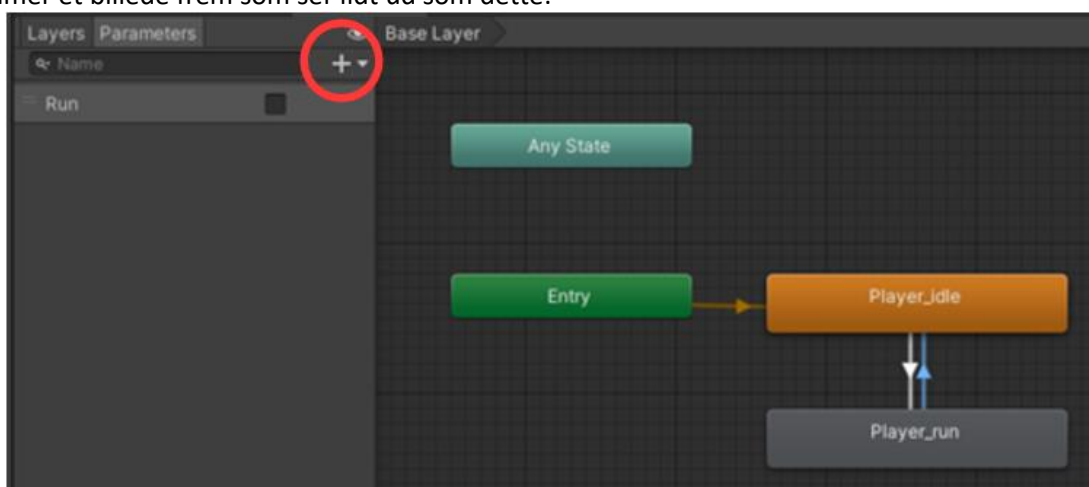 Layers Parameters Base Layer
Name
Run
Any State
Entry Player_idle
Player_run